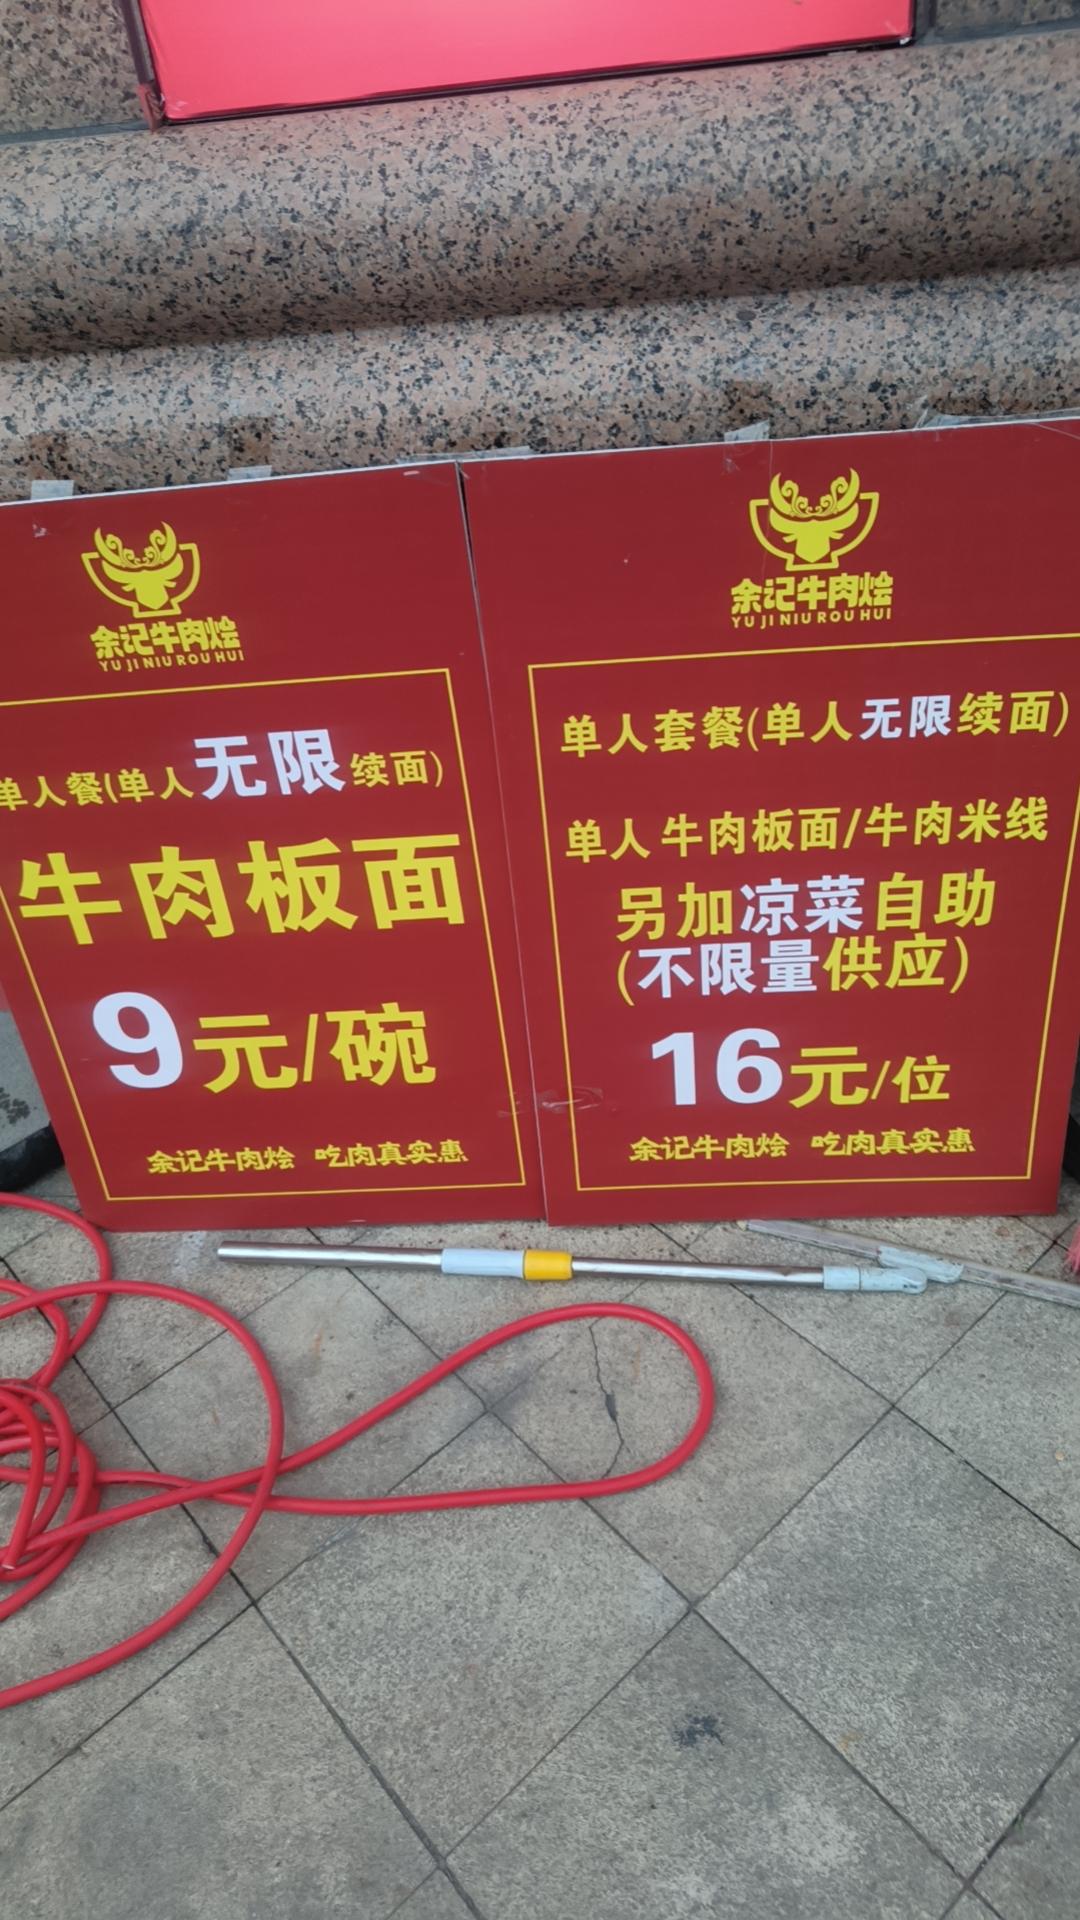 余记牛肉烩
YU JI NIU ROU HUI
单人餐(单人无限续面)
牛肉板面
9元/碗
余记牛肉烩 吃肉真实惠
余记牛肉烩
YU JI NIU ROU HUI
单人套餐(单人无限续面)
单人牛肉板面/牛肉米线
另加凉菜自助
(不限量供应)
16元/位
余记牛肉烩 吃肉真实惠